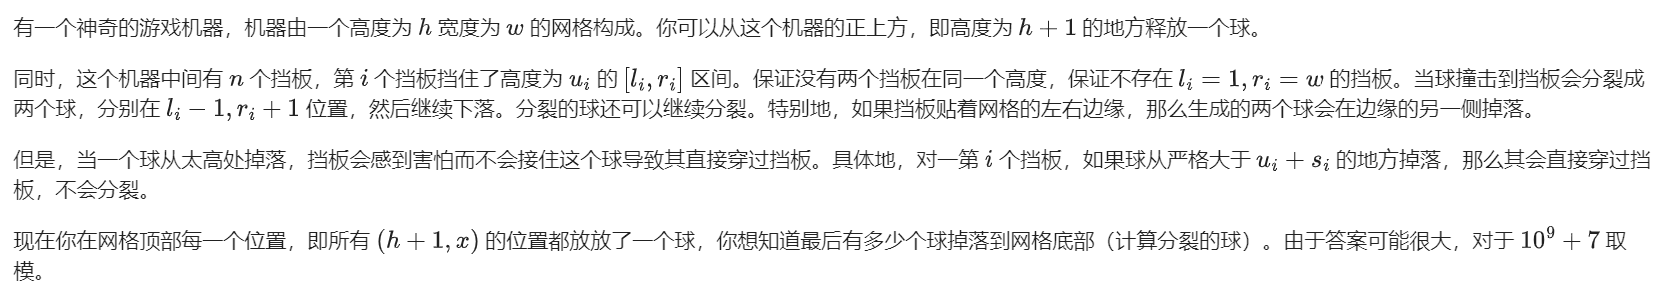 有一个神奇的游戏机器，机器由一个高度为 h 宽度为 w 的网格构成。你可以从这个机器的正上方，即高度为 h + 1 的地方释放一个球。
同时，这个机器中间有 n 个挡板，第 i 个挡板挡住了高度为 u_i 的 [l_i, r_i] 区间。保证没有两个挡板在同一个高度，保证不存在 l_i = 1, r_i = w 的挡板。当球撞击到挡板会分裂成
两个球，分别在 l_i − 1, r_i + 1 位置，然后继续下落。分裂的球还可以继续分裂。特别地，如果挡板贴着网格的左右边缘，那么生成的两个球会在边缘的另一侧掉落。
但是，当一个球从太高处掉落，挡板会感到害怕而不会接住这个球导致其直接穿过挡板。具体地，对一第 i 个挡板，如果球从严格大于 u_i + s_i 的地方掉落，那么其会直接穿过挡
板，不会分裂。
现在你在网格顶部每一个位置，即所有 (h + 1, x) 的位置都放放了一个球，你想知道最后有多少个球掉落到网格底部（计算分裂的球）。由于答案可能很大，对于 10^9 + 7 取
模。